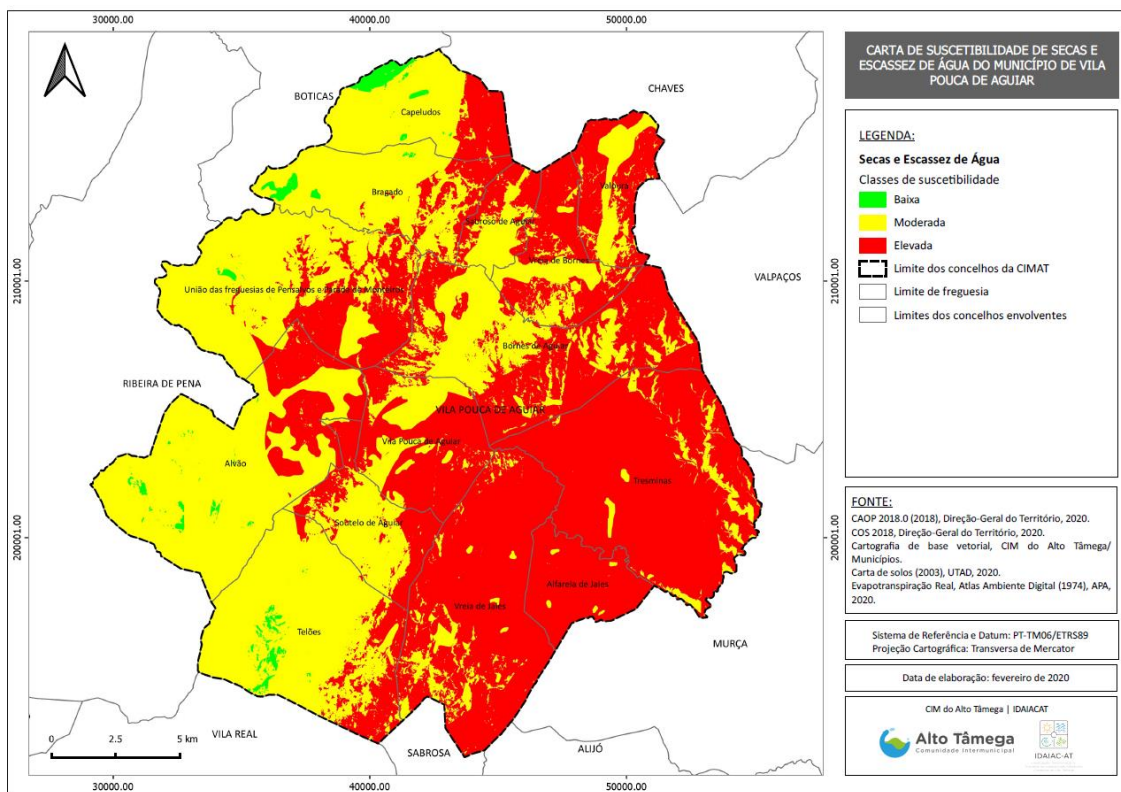 30000.00
40000.00
50000.00
210001.00
200001.00
210001.00
200001.00
30000.00
40000.00
50000.00
BOTICAS
CHAVES
VALPAÇOS
RIBEIRA DE PENA
MURÇA
VILA REAL
SABROSA
ALIJÓ
Capeludos
Bragado
Valoura
Sabroso de Aguiar
Vreia de Bornes
União das freguesias de Pensalvos e Parada de Monteiros
Bornes de Aguiar
VILA POUCA DE AGUIAR
Vila Pouca de Aguiar
Alvão
Tresminas
Soutelo de Aguiar
Alfarela de Jales
Vreia de Jales
Telões
0 2.5 5 km
CARTA DE SUSCETIBILIDADE DE SECAS E
ESCASSEZ DE ÁGUA DO MUNICÍPIO DE VILA
POUCA DE AGUIAR
LEGENDA:
Secas e Escassez de Água
Classes de suscetibilidade
Baixa
Moderada
Elevada
Limite dos concelhos da CIMAT
Limite de freguesia
Limites dos concelhos envolventes
FONTE:
CAOP 2018.0 (2018), Direção-Geral do Território, 2020.
COS 2018, Direção-Geral do Território, 2020.
Cartografia de base vetorial, CIM do Alto Tâmega/
Municípios.
Carta de solos (2003), UTAD, 2020.
Evapotranspiração Real, Atlas Ambiente Digital (1974), APA,
2020.
Sistema de Referência e Datum: PT-TM06/ETRS89
Projeção Cartográfica: Transversa de Mercator
Data de elaboração: fevereiro de 2020
CIM do Alto Tâmega | IDAIACAT
Alto Tâmega
Comunidade Intermunicipal
IDAIAC-AT